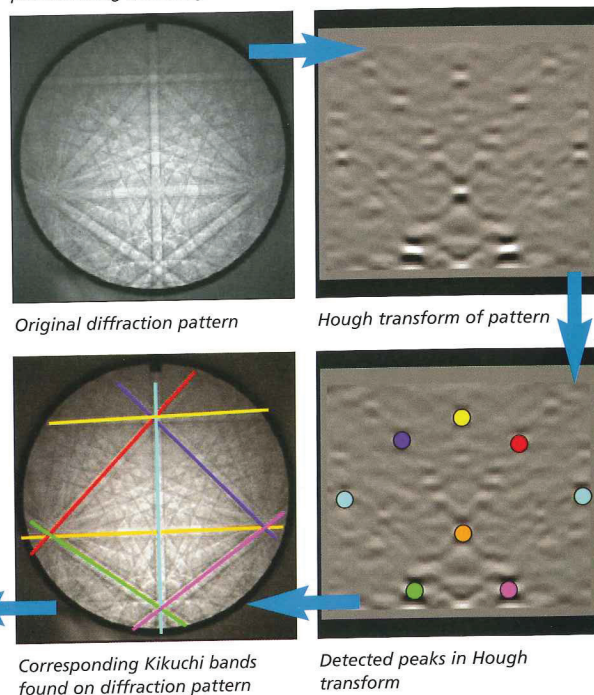 Original diffraction pattern
Hough transform of pattern
Corresponding Kikuchi bands
found on diffraction pattern
Detected peaks in Hough
transform